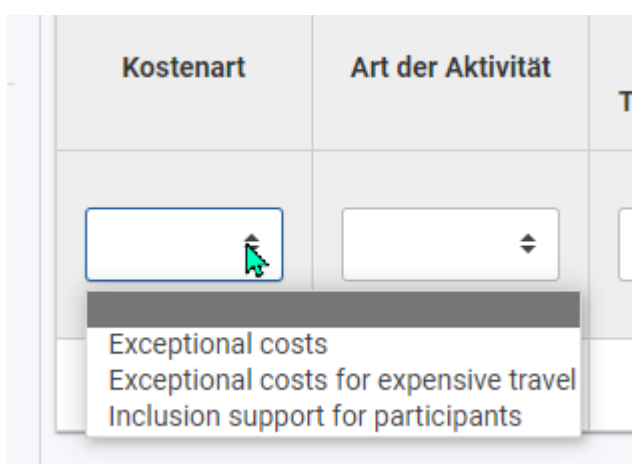 Kostenart
Art der Aktivität
T
Exceptional costs
Exceptional costs for expensive travel
Inclusion support for participants